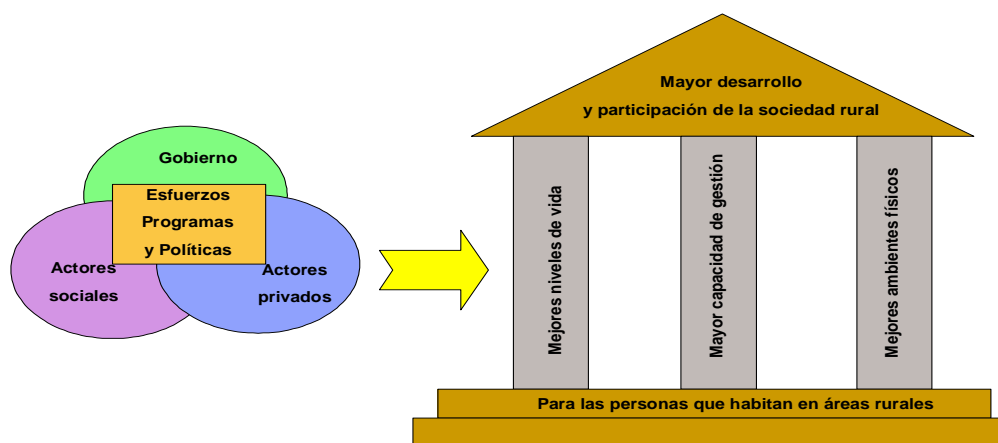 Gobierno
Esfuerzos
Programas
y Políticas
Actores
sociales
Actores
privados
Mayor desarrollo
y participación de la sociedad rural
Mejores niveles de vida
Mayor capacidad de gestión
Mejores ambientes físicos
Para las personas que habitan en áreas rurales